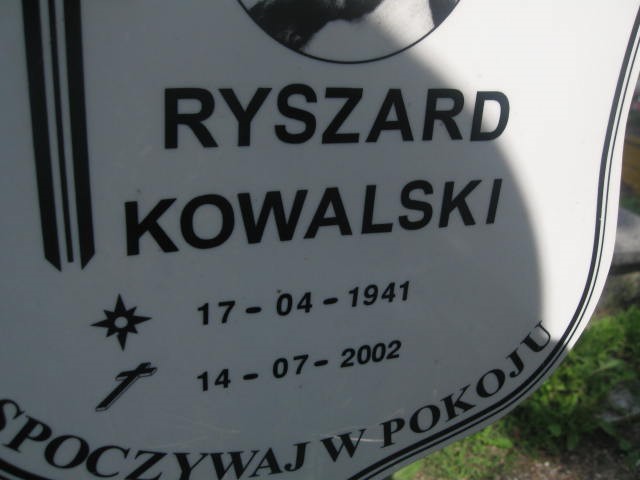 RYSZARD
KOWALSKI
17-04-1941
14-07-2002
SPOCZYWAJ W POKOJU